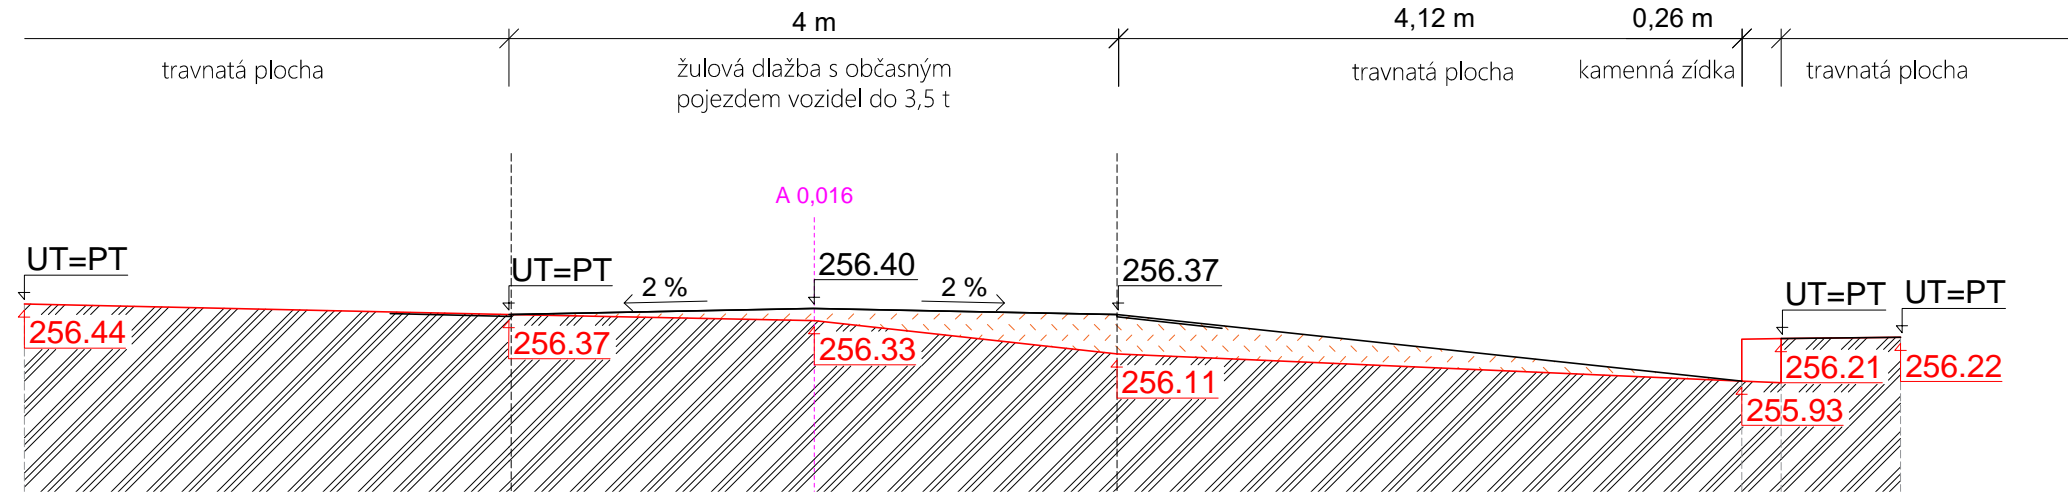 4 m
4,12 m
0,26 m
travnatá plocha
žulová dlažba s občasným
pojezdem vozidel do 3,5 t
travnatá plocha
kamenná zídka
travnatá plocha
A 0,016
UT=PT
UT=PT
2 %
256.40
2 %
256.37
UT=PT
UT=PT
256.44
256.37
256.33
256.11
255.93
256.21
256.22